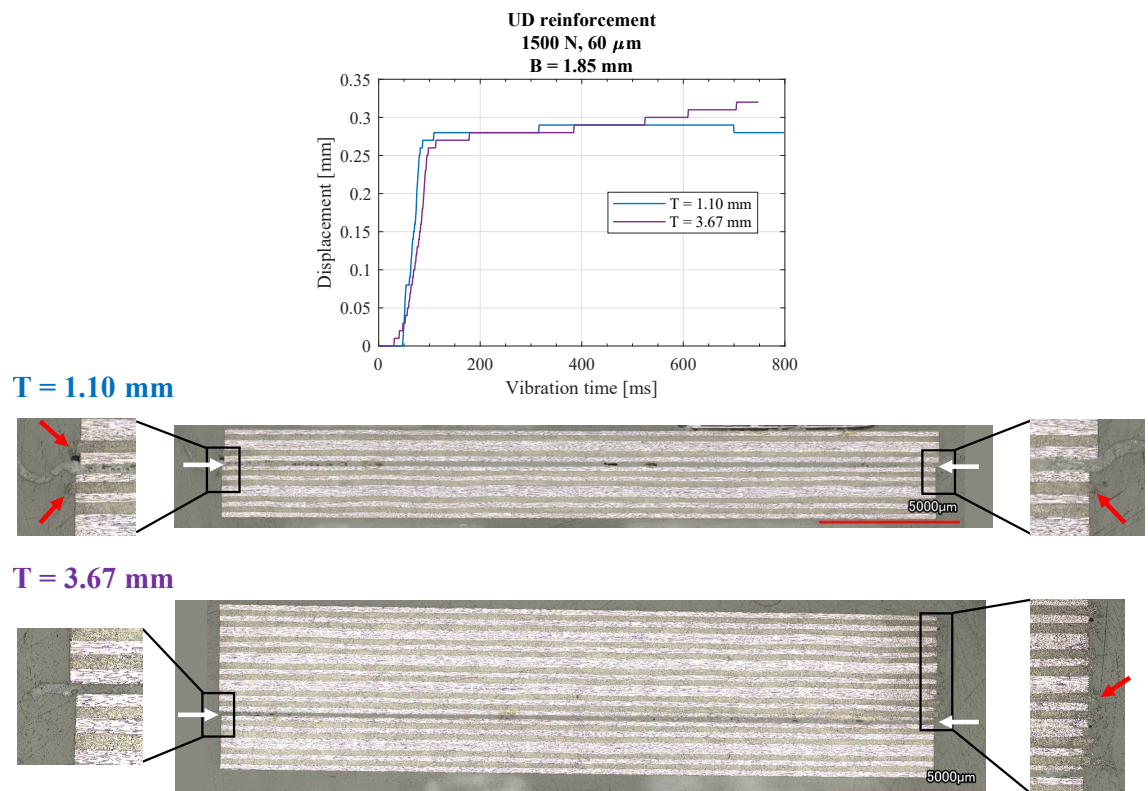 UD reinforcement
1500 N, 60 μm
B = 1.85 mm
0.35
0.3
0.25
0.2
0.15
0.1
0.05
0
Displacement [mm]
T = 1.10 mm
T = 3.67 mm
0
200
400
600
800
Vibration time [ms]
T = 1.10 mm
5000μm
T = 3.67 mm
5000μm